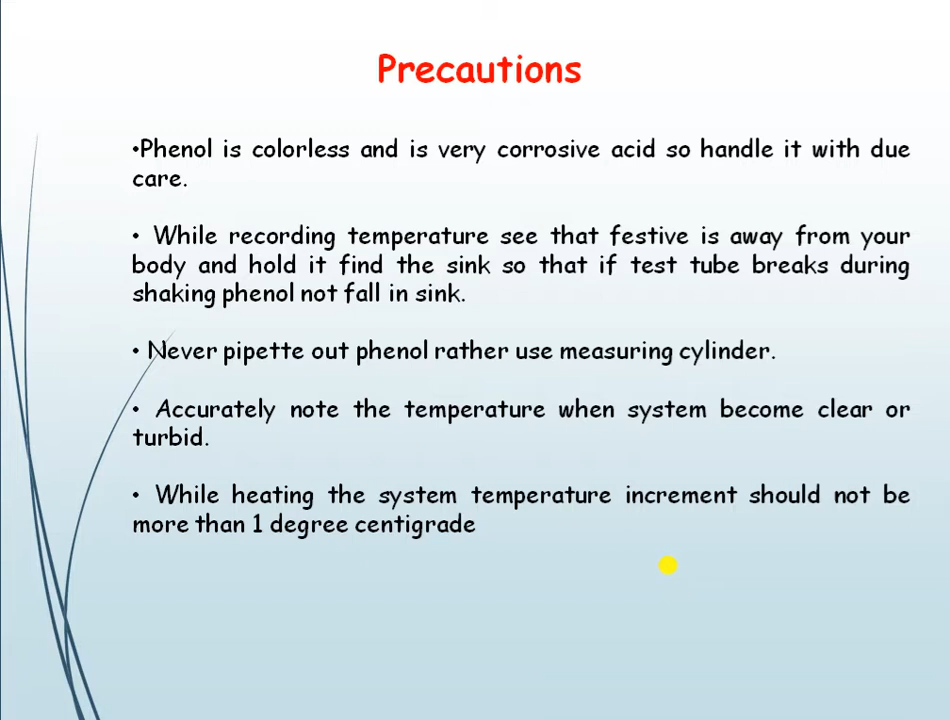 Precautions
•Phenol is colorless and is very corrosive acid so handle it with due
care.
• While recording temperature see that festive is away from your
body and hold it find the sink so that if test tube breaks during
shaking phenol not fall in sink.
• Never pipette out phenol rather use measuring cylinder.
• Accurately note the temperature when system become clear or
turbid.
• While heating the system temperature increment should not be
more than 1 degree centigrade